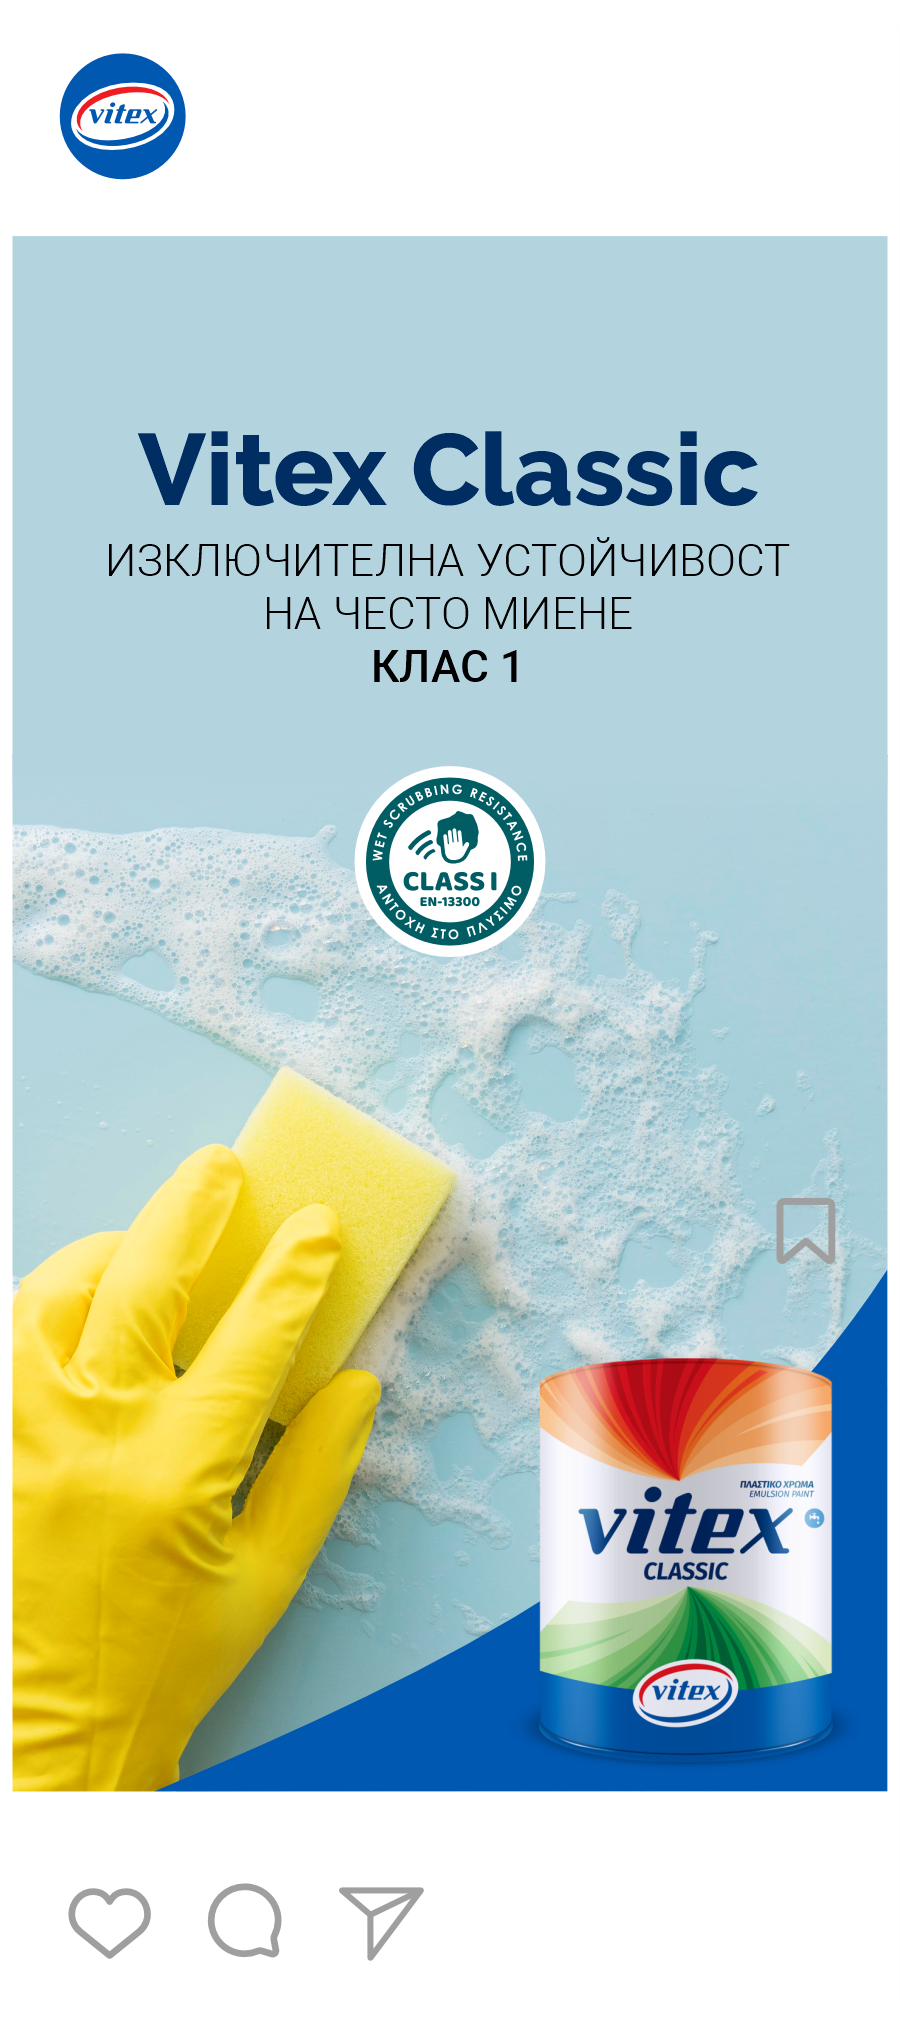 vitex
Vitex Classic
ИЗКЛЮЧИТЕЛНА УСТОЙЧИВОСТ
НА ЧЕСТО МИЕНЕ
КЛАС 1
WET SCRUBBING RESISTANCE
CLASS I
EN-13300
ΑΝΤΟΧΗ ΣΤΟ ΠΛΥΣΙΜΟ
ΠΛΑΣΤΙΚΟ ΧΡΩΜΑ
EMULSION PAINT
vitex
CLASSIC
vitex